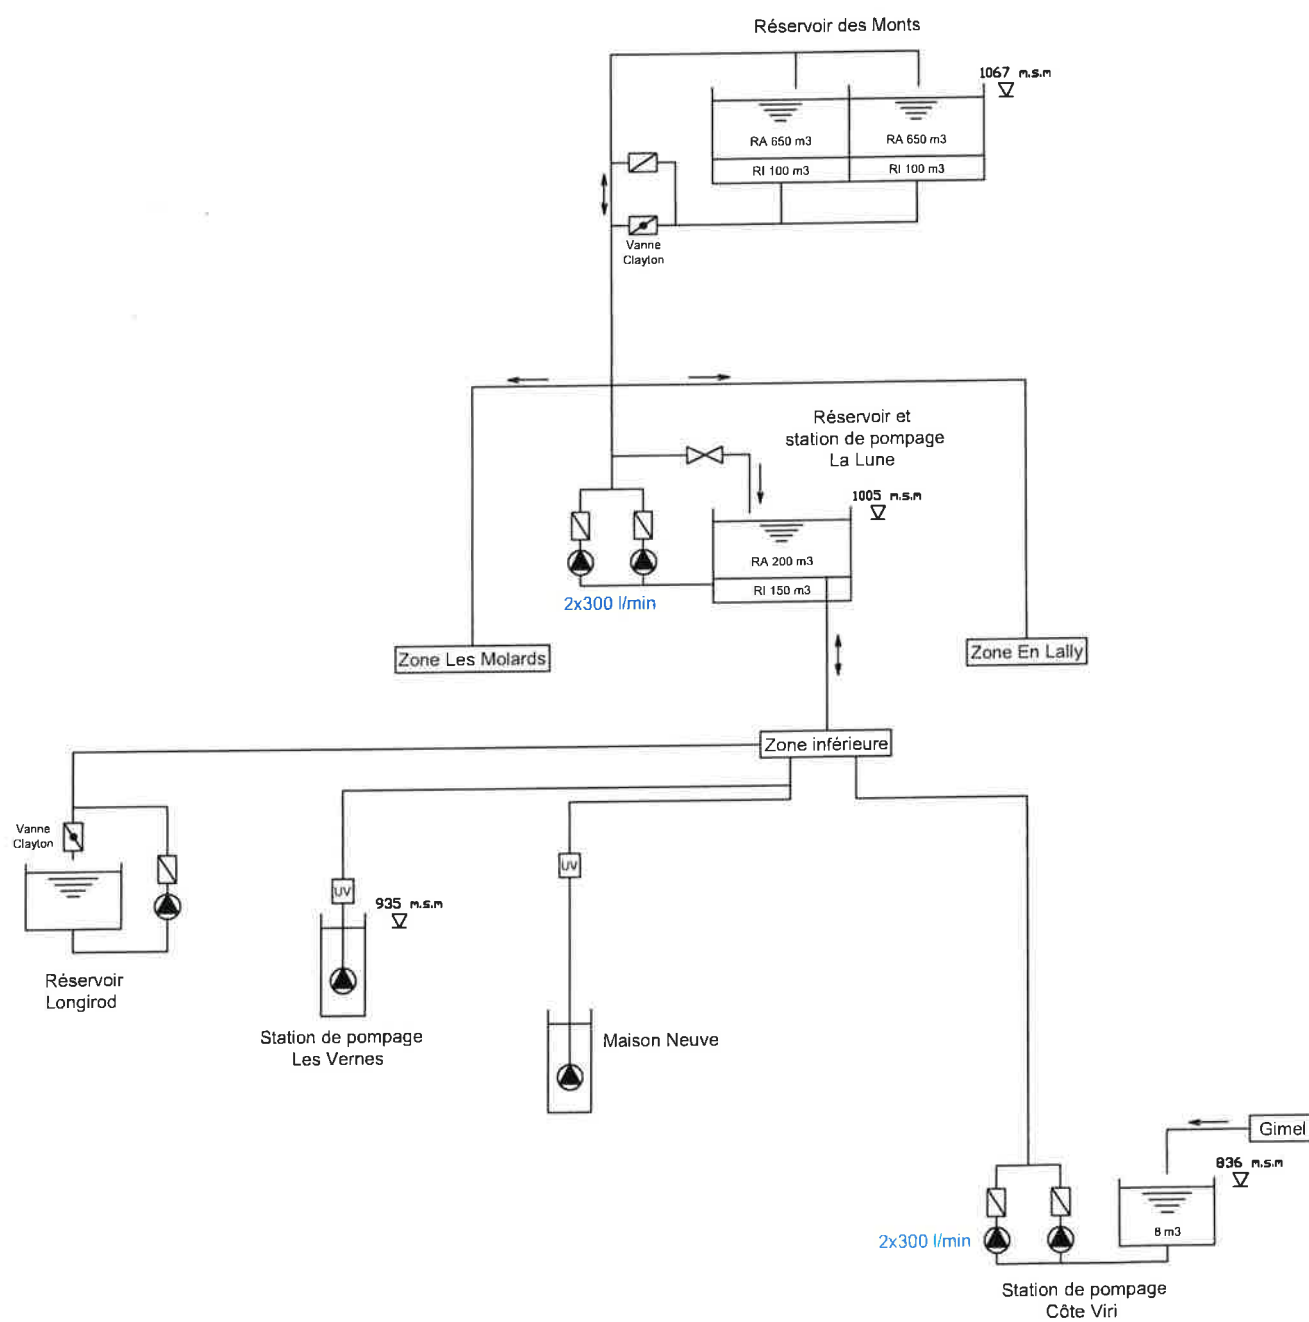 Réservoir des Monts
1067 m.s.m
RA 650 m3
RA 650 m3
RI 100 m3
RI 100 m3
Vanne
Clayton
Réservoir et
station de pompage
La Lune
1005 m.s.m
RA 200 m3
RI 150 m3
2x300 l/min
Zone Les Molards
Zone En Lally
Zone inférieure
Vanne
Clayton
UV
UV
935 m.s.m
Réservoir
Longirod
Station de pompage
Les Vernes
Maison Neuve
Gimel
836 m.s.m
8 m3
2x300 l/min
Station de pompage
Côte Viri